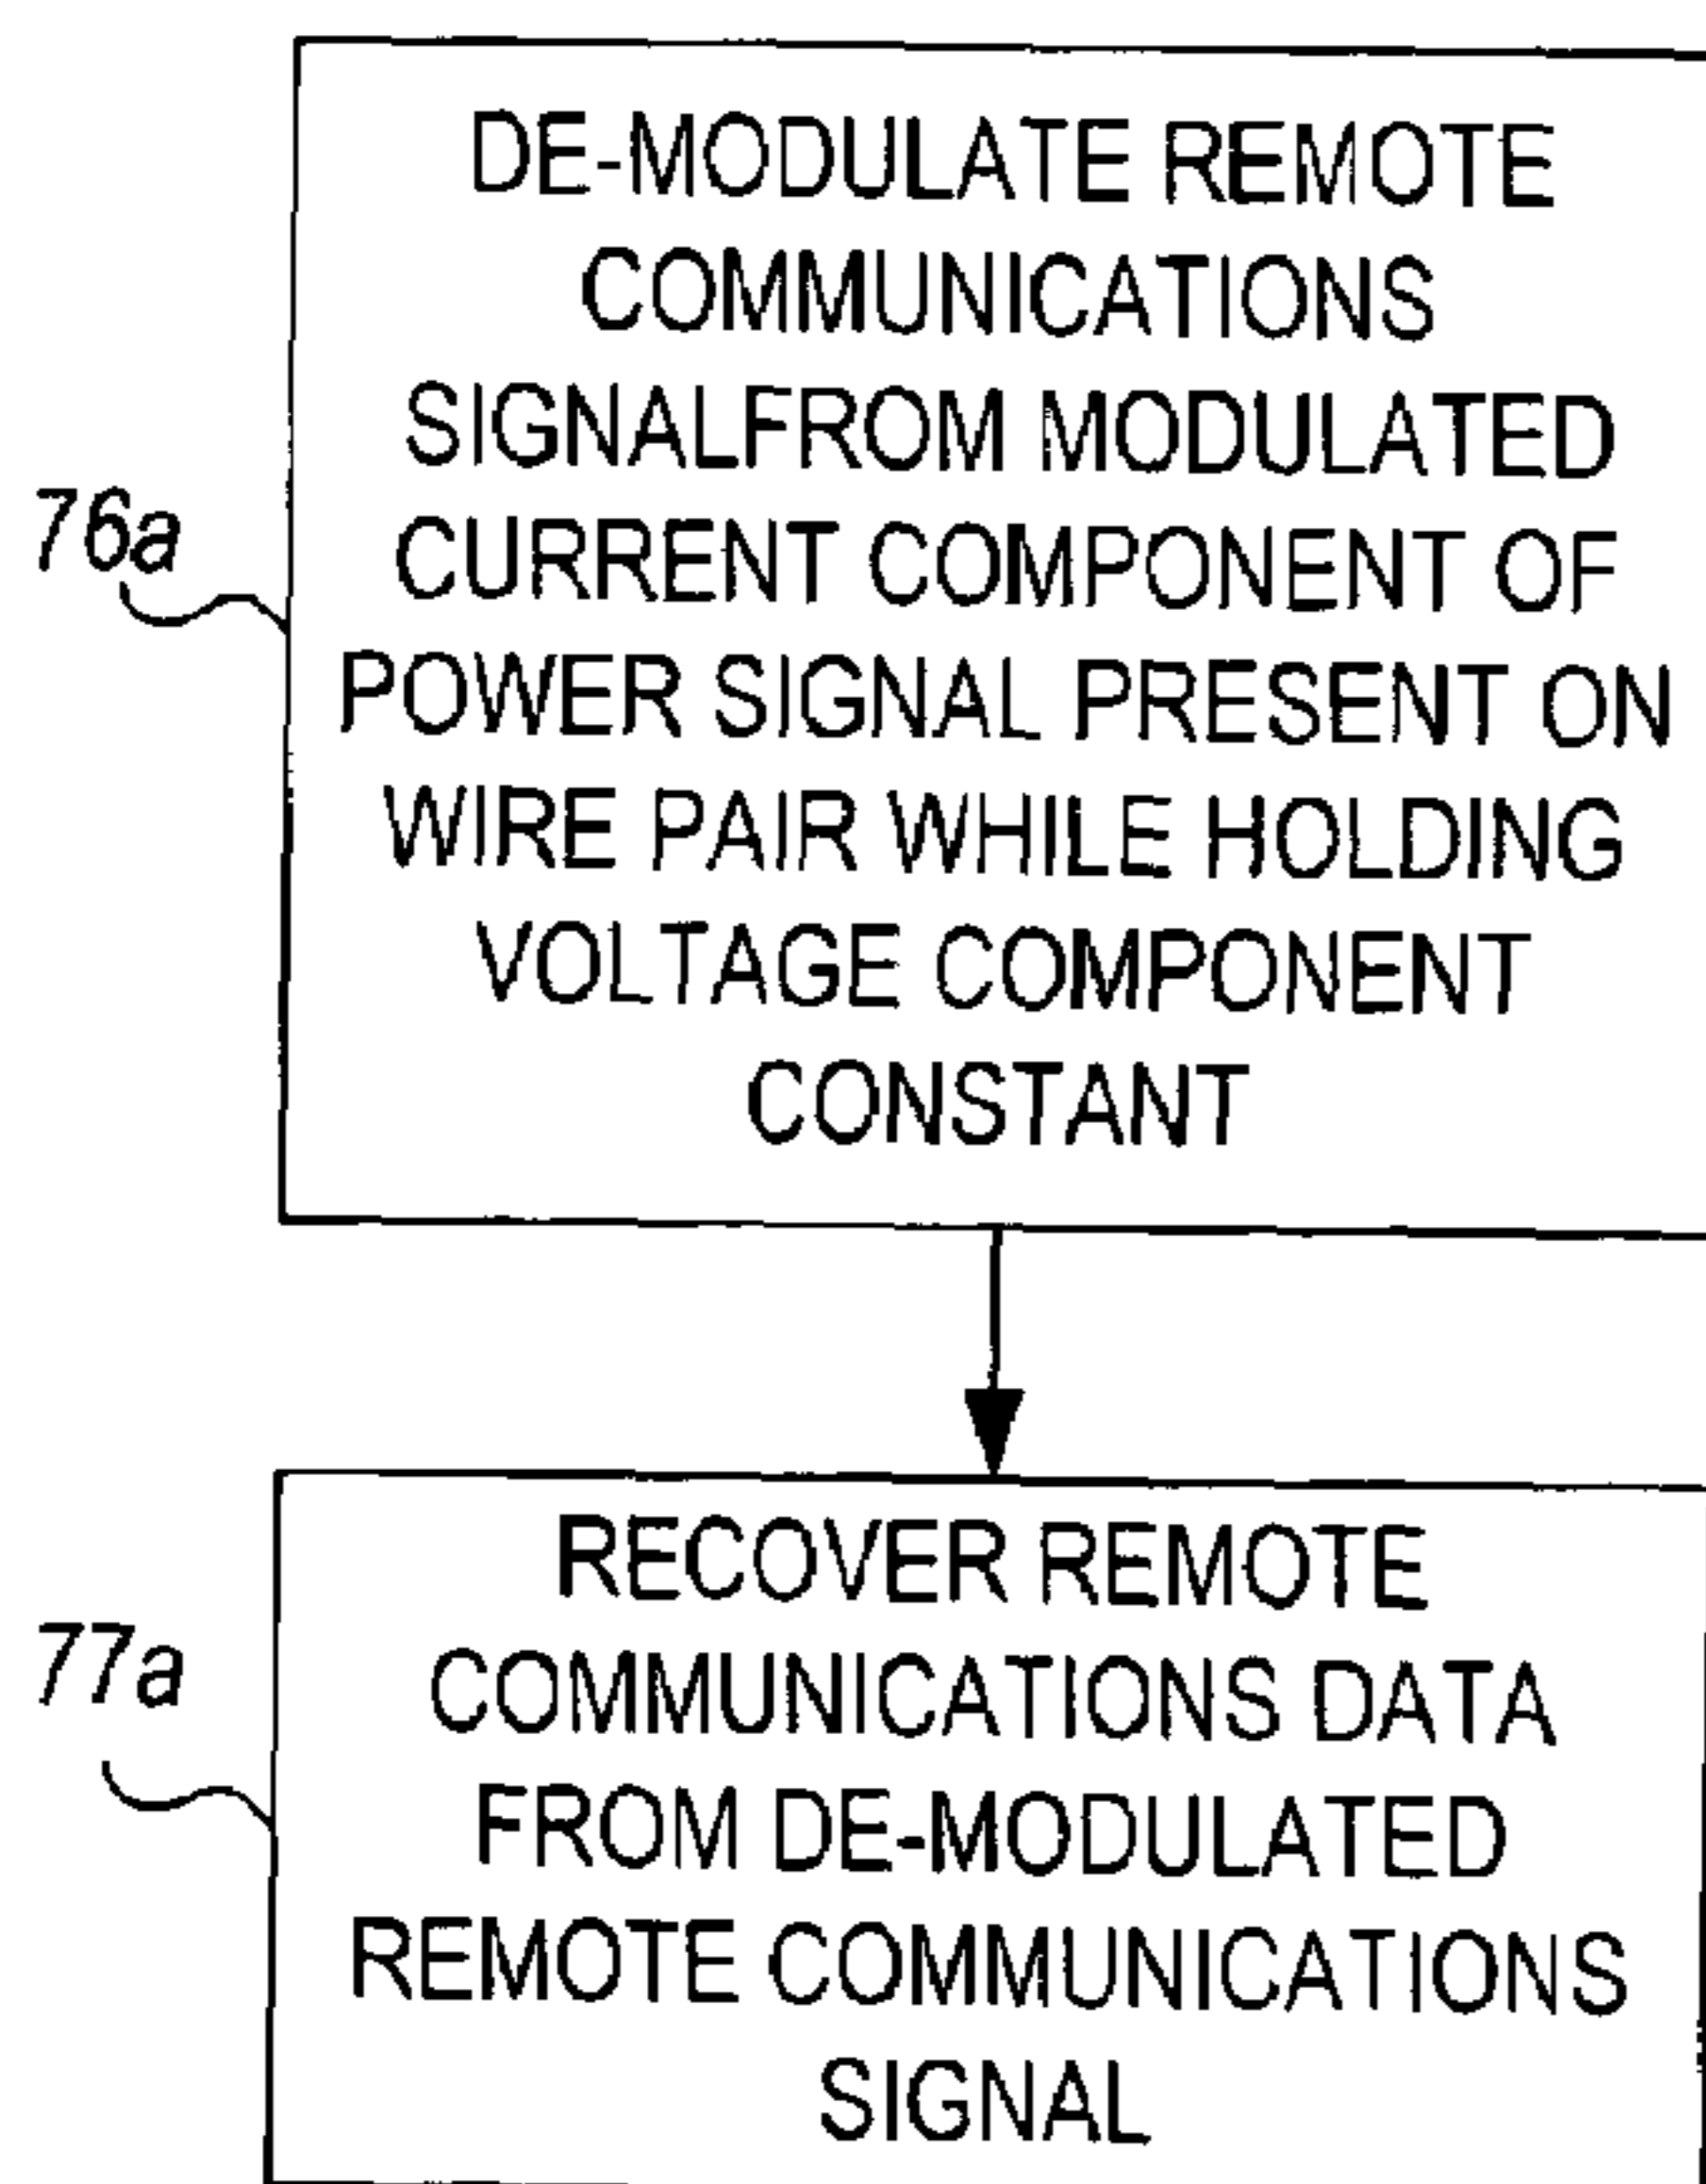 DE-MODULATE REMOTE
COMMUNICATIONS
SIGNALFROM MODULATED
CURRENT COMPONENT OF
POWER SIGNAL PRESENT ON
WIRE PAIR WHILE HOLDING
VOLTAGE COMPONENT
CONSTANT
76a
RECOVER REMOTE
COMMUNICATIONS DATA
FROM DE-MODULATED
REMOTE COMMUNICATIONS
SIGNAL
77a